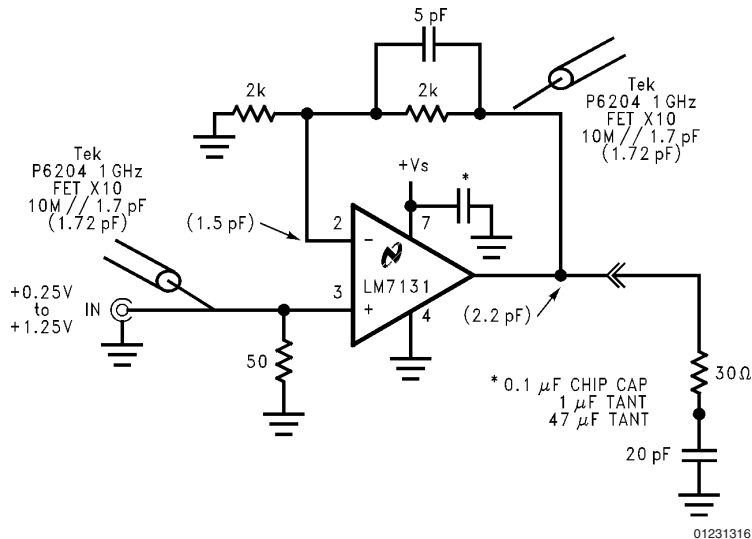 5 pF
2k
2k
Tek
P6204 1 GHz
FET X10
10M // 1.7 pF
(1.72 pF)
Tek
P6204 1 GHz
FET X10
10M // 1.7 pF
(1.72 pF)
+Vs
*
(1.5 pF)
2
7
-
LM7131
3
+
4
+0.25V
to
+1.25V
IN
50
(2.2 pF)
* 0.1 μF CHIP CAP
1 μF TANT
47 μF TANT
30Ω
20 pF
01231316